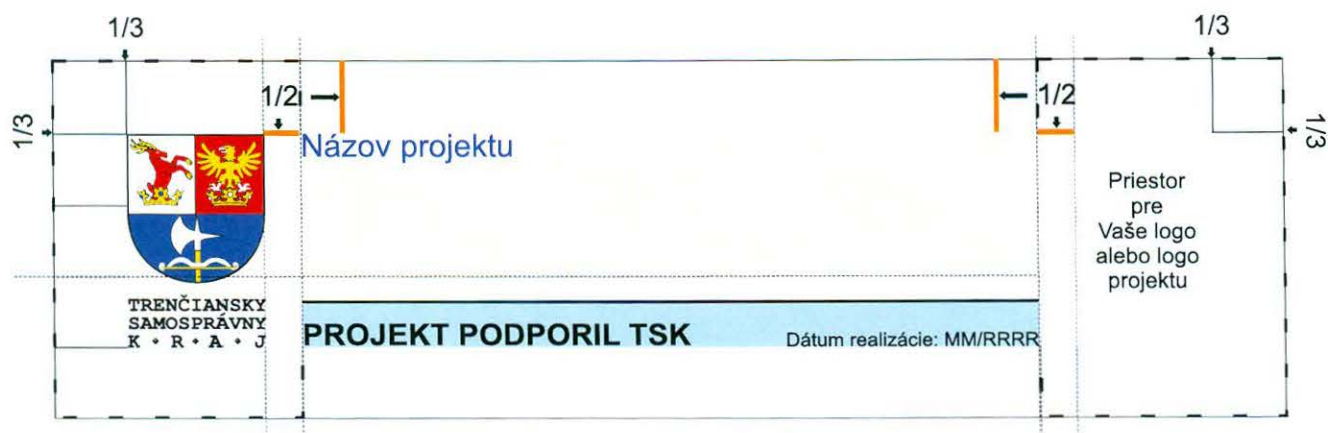 1/3
1/3
1/2
1/2
1/3
1/3
Názov projektu
Priestor
pre
Vaše logo
alebo logo
projektu
TRENČIANSKY
SAMOSPRÁVNY
K • R • A • J
PROJEKT PODPORIL TSK
Dátum realizácie: MM/RRRR